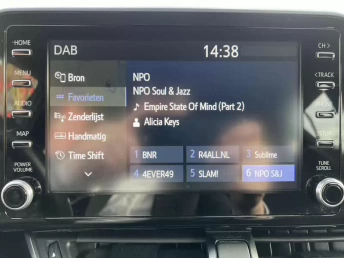 HOME
DAB
14:38
CH >
Bron
NPO
MENU
NPO Soul & Jazz
TRACK
Favorieten
Empire State Of Mind (Part 2)
AUDIO
Zenderlijst
Alicia Keys
MAP
Handmatig
TRACK
Time Shift
1 BNR
2 R4ALL.NL
3 Sublime
POWER
VOLUME
4 4EVER49
5 SLAM!
6 NPO S&J
TUNE
SCROLL